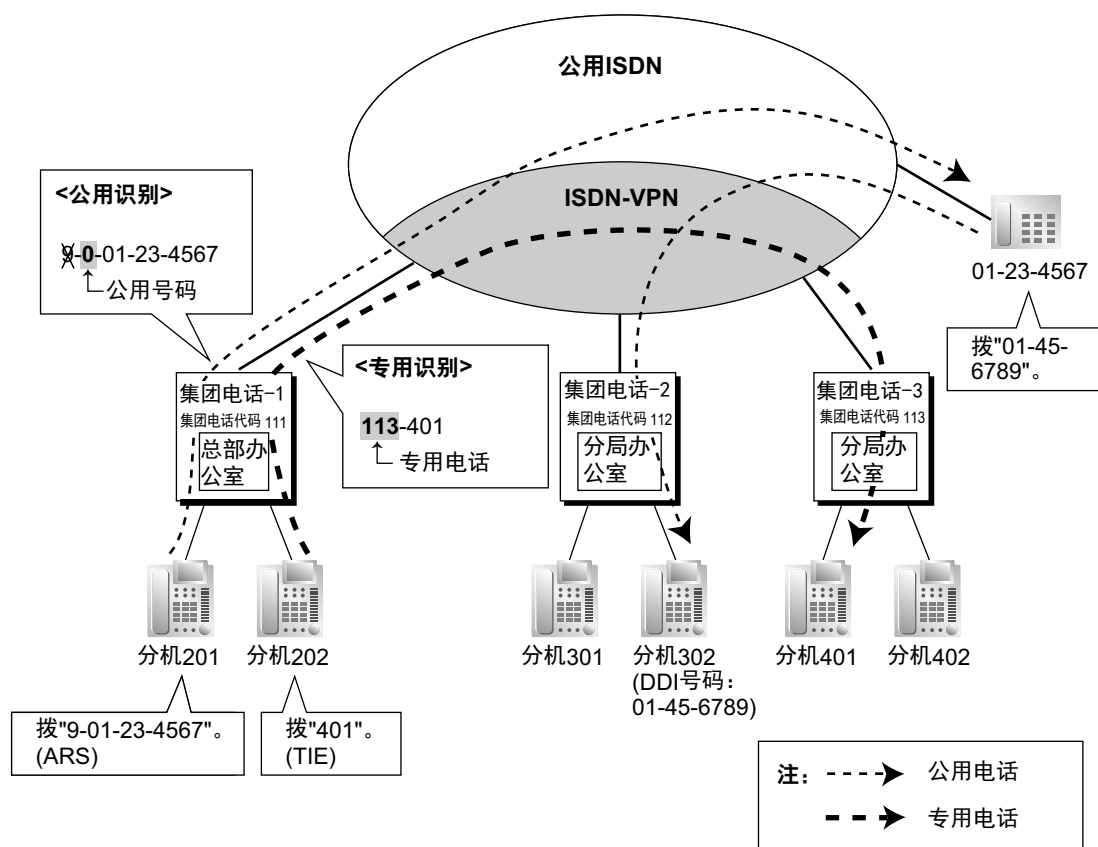 公用ISDN
ISDN-VPN
<公用识别>
9-0-01-23-4567
公用号码
01-23-4567
拨"01-45-
6789"。
<专用识别>
113-401
专用电话
集团电话-1
集团电话代码 111
总部办
公室
集团电话-2
集团电话代码 112
分局办
公室
集团电话-3
集团电话代码 113
分局办
公室
分机201
分机202
分机301
分机302
(DDI号码：
01-45-6789)
分机401
分机402
拨"9-01-23-4567"。
(ARS)
拨"401"。
(TIE)
注：
公用电话
专用电话